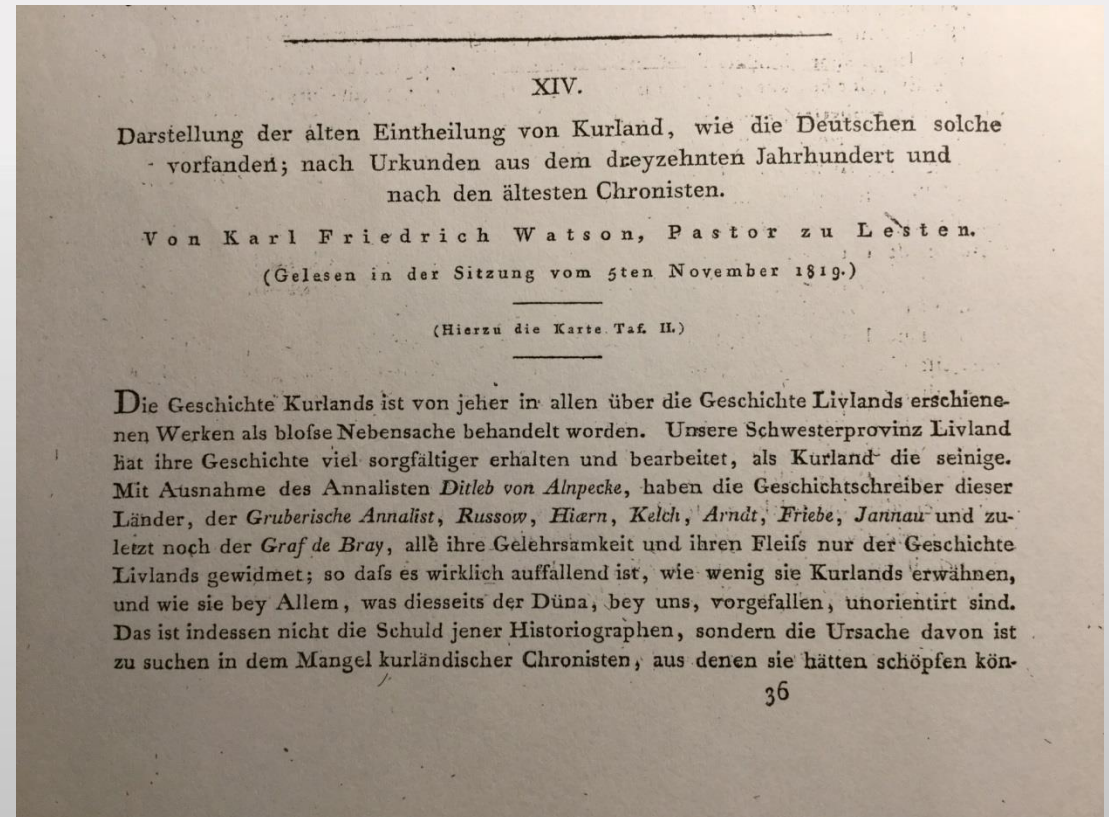 XIV.
Darstellung der alten Eintheilung von Kurland, wie die Deutschen solche
vorfanden; nach Urkunden aus dem dreyzehnten Jahrhundert und
nach den ältesten Chronisten.
Von Karl Friedrich Watson, Pastor zu Lesten.
(Gelesen in der Sitzung vom 5ten November 1819.)
(Hierzu die Karte Taf. II.)
Die Geschichte Kurlands ist von jeher in allen über die Geschichte Livlands erschiene-
nen Werken als blofse Nebensache behandelt worden. Unsere Schwesterprovinz Livland
hat ihre Geschichte viel sorgfältiger erhalten und bearbeitet, als Kurland die seinige.
Mit Ausnahme des Annalisten Ditleb von Alnpecke, haben die Geschichtschreiber dieser
Länder, der Gruberische Annalist, Russow, Hiærn, Kelch, Arndt, Friebe, Jannau und zu-
letzt noch der Graf de Bray, alle ihre Gelehrsamkeit und ihren Fleifs nur der Geschichte
Livlands gewidmet; so dafs es wirklich auffallend ist, wie wenig sie Kurlands erwähnen,
und wie sie bey Allem, was diesseits der Düna, bey uns, vorgefallen, unorientirt sind.
Das ist indessen nicht die Schuld jener Historiographen, sondern die Ursache davon ist
zu suchen in dem Mangel kurländischer Chronisten, aus denen sie hätten schöpfen kön-
36